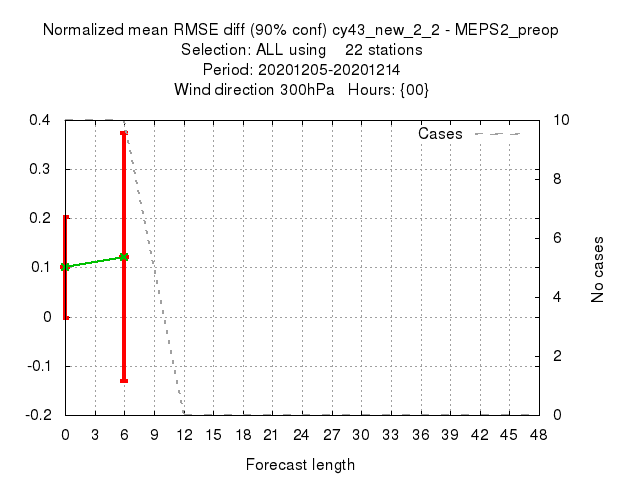 Normalized mean RMSE diff (90% conf) cy43_new_2_2 - MEPS2_preop
Selection: ALL using 22 stations
Period: 20201205-20201214
Wind direction 300hPa Hours: {00}
Cases
0.4
0.3
0.2
0.1
0
-0.1
-0.2
10
8
6
4
2
0
No cases
0 3 6 9 12 15 18 21 24 27 30 33 36 39 42 45 48
Forecast length